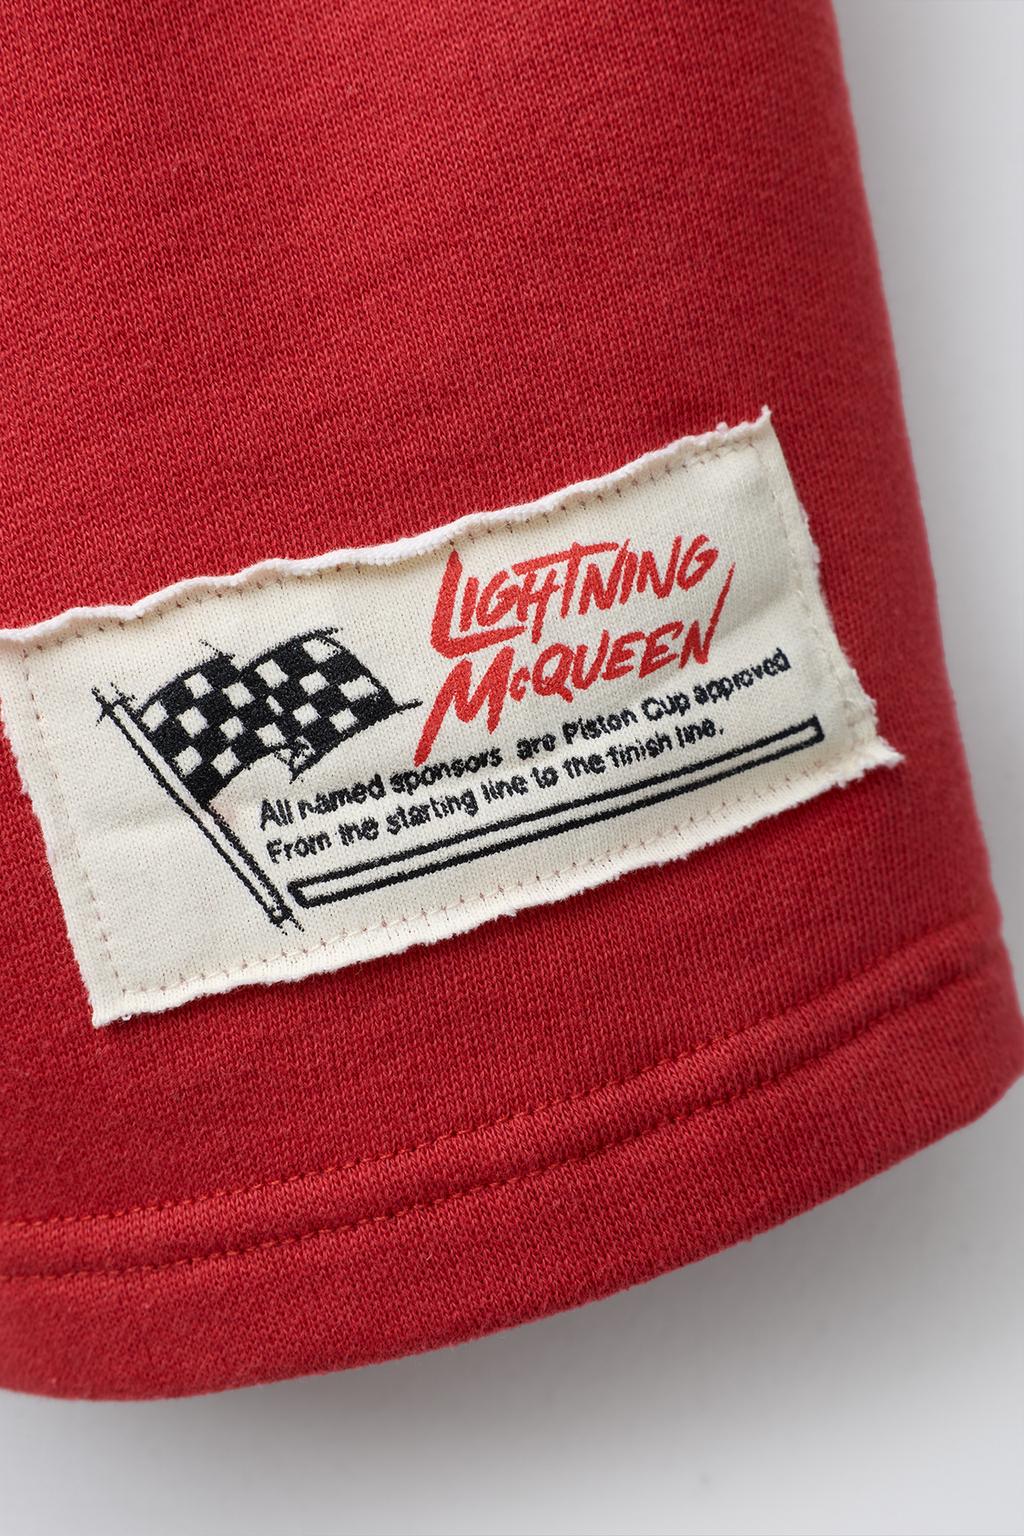 LIGHTNING
McQUEEN
All named sponsors are Piston Cup approved
From the starting line to the finish line.